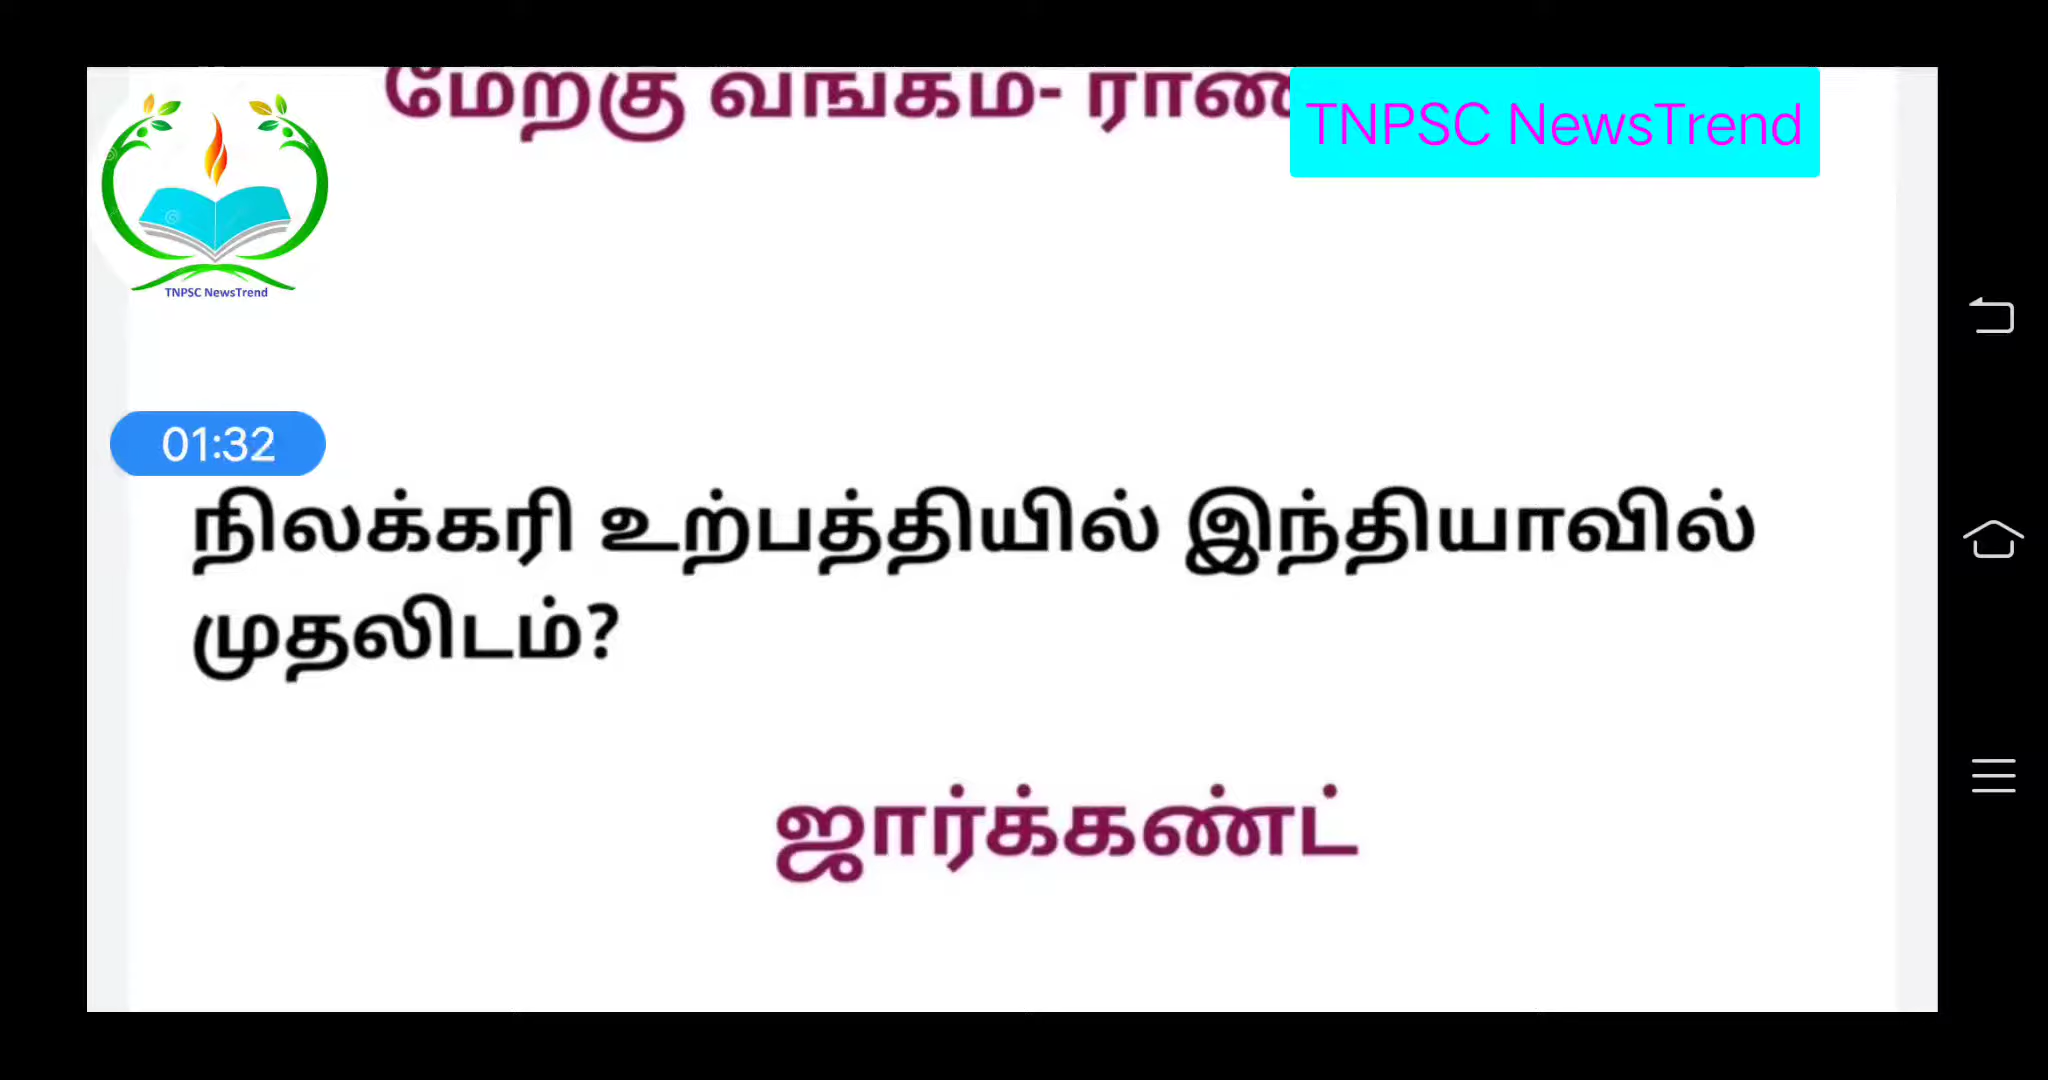 மேற்கு வங்கம்-
TNPSC NewsTrend
TNPSC NewsTrend
01:32
நிலக்கரி உற்பத்தியில் இந்தியாவில்
முதலிடம்?
ஜார்க்கண்ட்